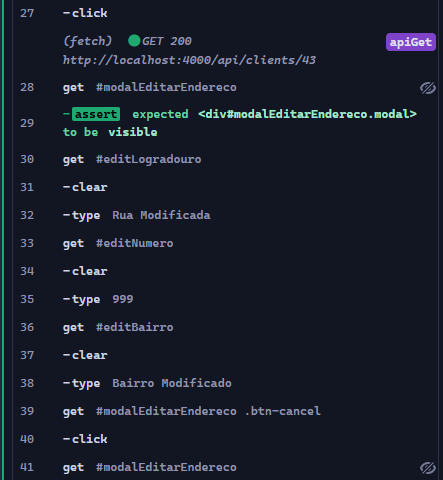 27 -click
(fetch) GET 200 apiGet
http://localhost:4000/api/clients/43
28 get #modalEditarEndereco
29 -assert expected <div#modalEditarEndereco.modal>
to be visible
30 get #editLogradouro
31 -clear
32 -type Rua Modificada
33 get #editNumero
34 -clear
35 -type 999
36 get #editBairro
37 -clear
38 -type Bairro Modificado
39 get #modalEditarEndereco .btn-cancel
40 -click
41 get #modalEditarEndereco